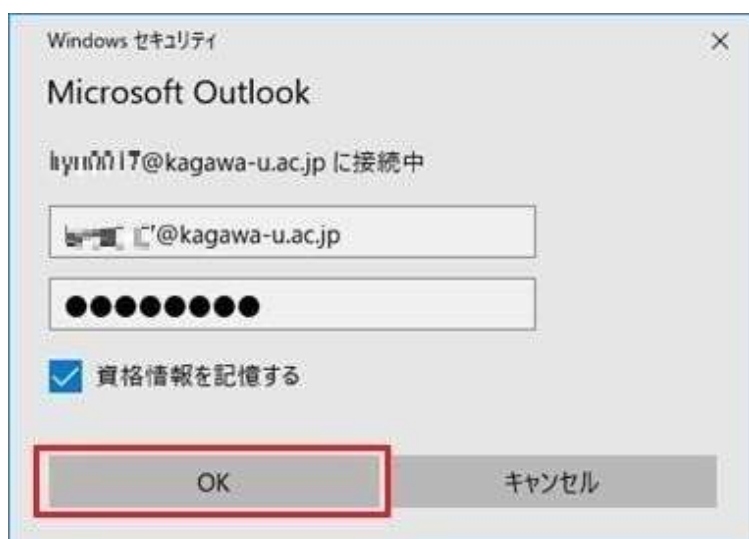 Windows セキュリティ
Microsoft Outlook
@kagawa-u.ac.jp に接続中
@kagawa-u.ac.jp
●●●●●●●●
資格情報を記憶する
OK
キャンセル